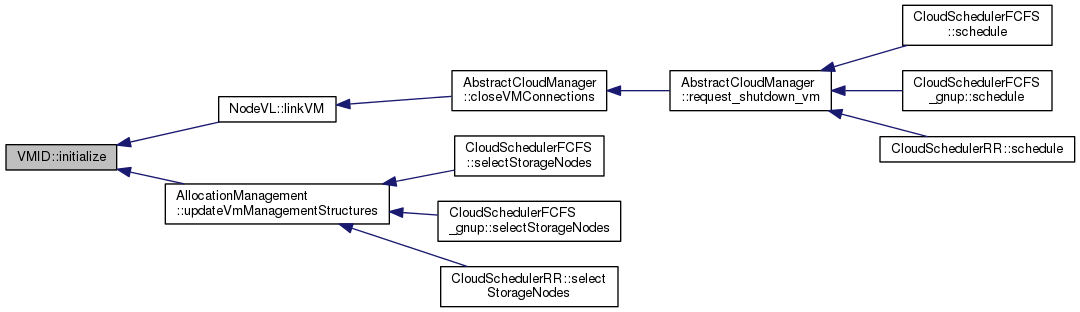 VMID::initialize
NodeVL::linkVM
AbstractCloudManager
::closeVMConnections
AbstractCloudManager
::request_shutdown_vm
CloudSchedulerFCFS
::schedule
CloudSchedulerFCFS
_gnup::schedule
CloudSchedulerRR::schedule
AllocationManagement
::updateVmManagementStructures
CloudSchedulerFCFS
::selectStorageNodes
CloudSchedulerFCFS
_gnup::selectStorageNodes
CloudSchedulerRR::select
StorageNodes